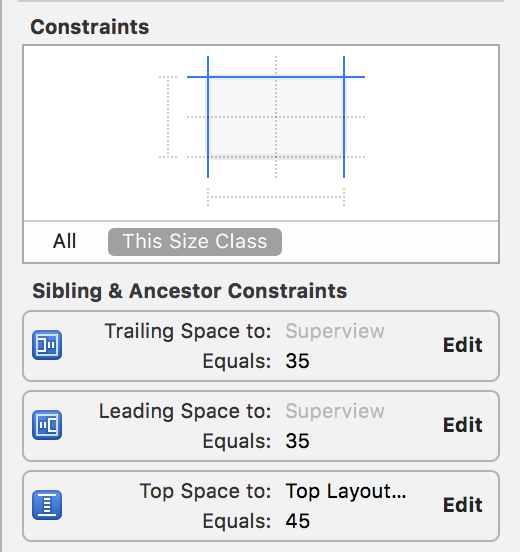 Constraints
All This Size Class
Sibling & Ancestor Constraints
Trailing Space to: Superview
Equals: 35
Edit
Leading Space to: Superview
Equals: 35
Edit
Top Space to: Top Layout...
Equals: 45
Edit